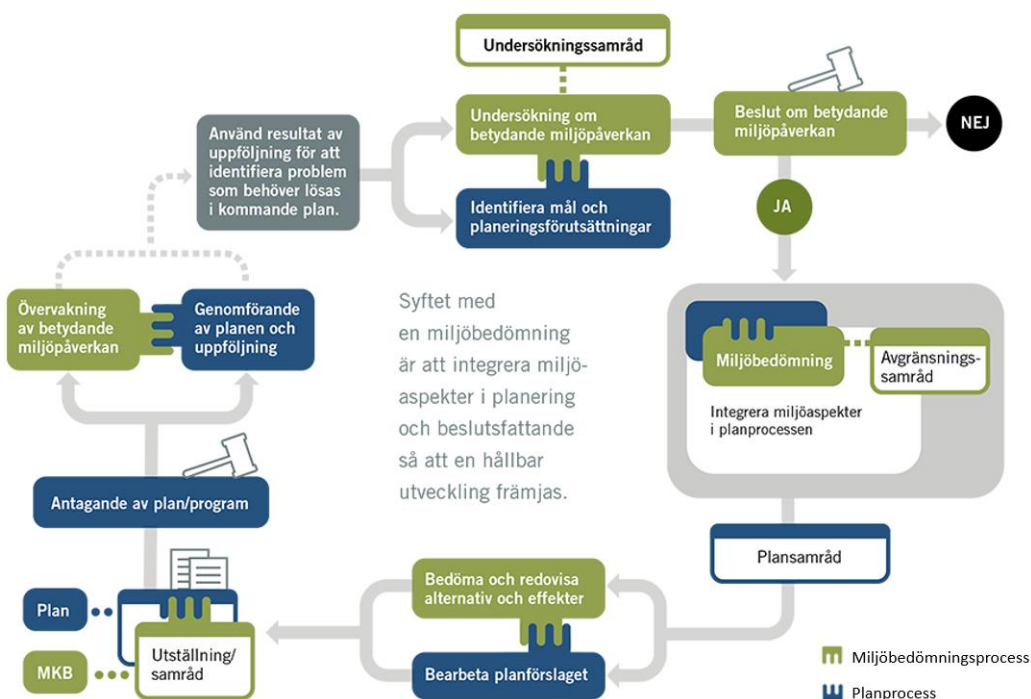 Undersökningssamråd
Undersökning om
betydande miljöpåverkan
Beslut om betydande
miljöpåverkan
NEJ
JA
Använd resultat av
uppföljning för att
identifiera problem
som behöver lösas
i kommande plan.
Identifiera mål och
planeringsförutsättningar
Övervakning
av betydande
miljöpåverkan
Genomförande
av planen och
uppföljning
Syftet med
en miljöbedömning
är att integrera miljö-
aspekter i planering
och beslutsfattande
så att en hållbar
utveckling främjas.
Miljöbedömning
Avgränsnings-
samråd
Integrera miljöaspekter
i planprocessen
Antagande av plan/program
Plansamråd
Bedöma och redovisa
alternativ och effekter
Bearbeta planförslaget
Plan
MKB
Utställning/
samråd
Miljöbedömningsprocess
Planprocess